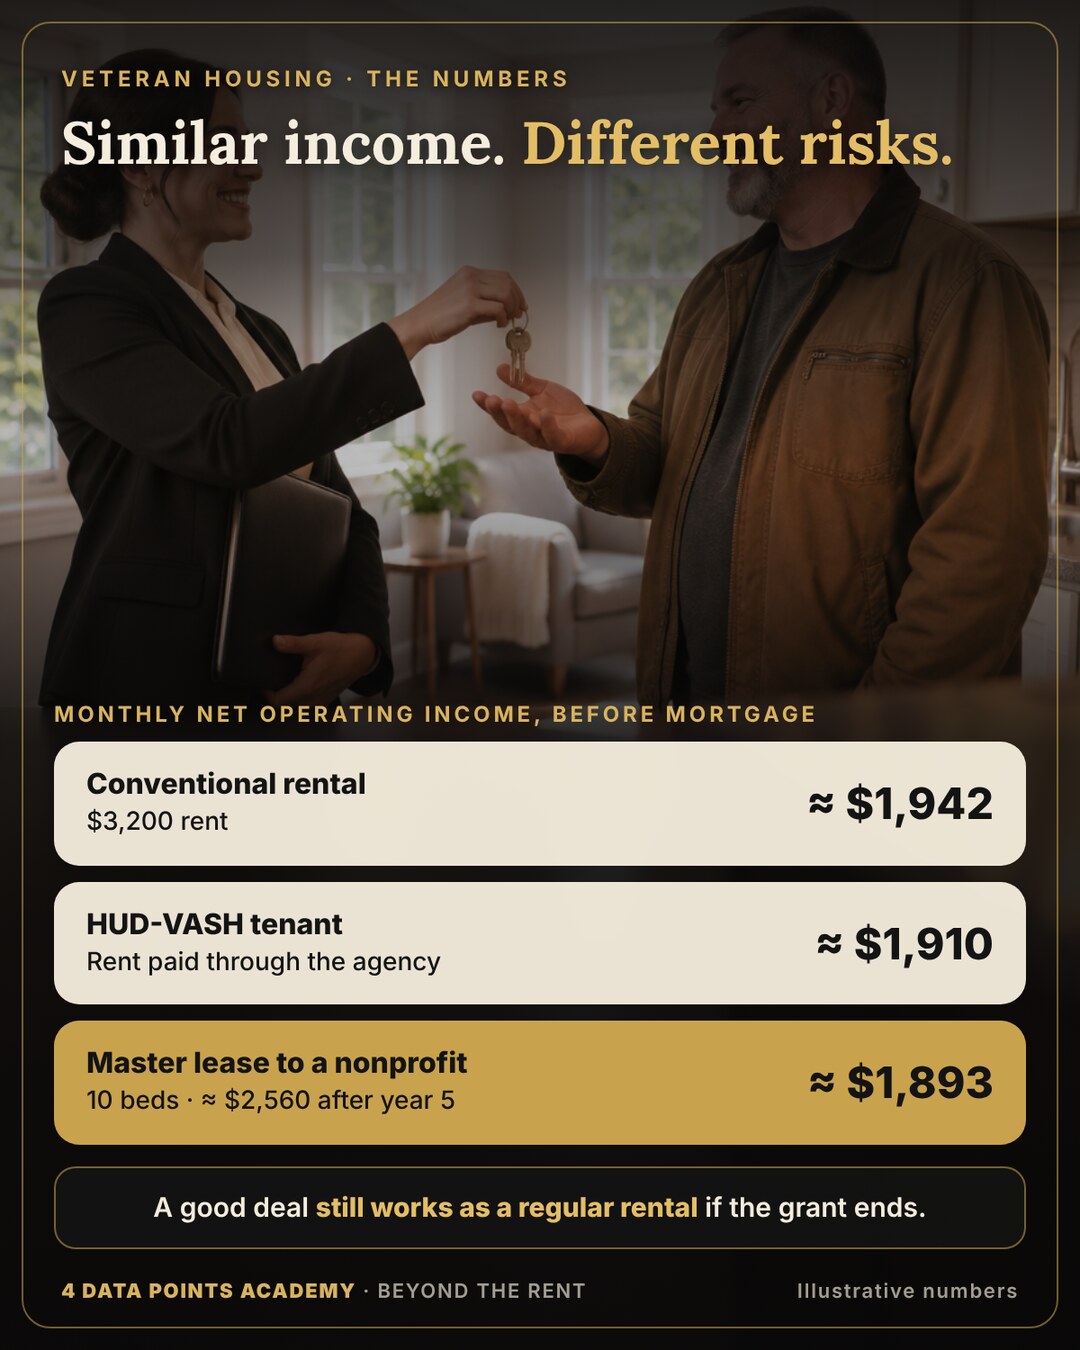 VETERAN HOUSING · THE NUMBERS
Similar income. Different risks.
MONTHLY NET OPERATING INCOME, BEFORE MORTGAGE
Conventional rental
$3,200 rent
≈ $1,942
HUD-VASH tenant
Rent paid through the agency
≈ $1,910
Master lease to a nonprofit
10 beds · ≈ $2,560 after year 5
≈ $1,893
A good deal still works as a regular rental if the grant ends.
4 DATA POINTS ACADEMY · BEYOND THE RENT
Illustrative numbers